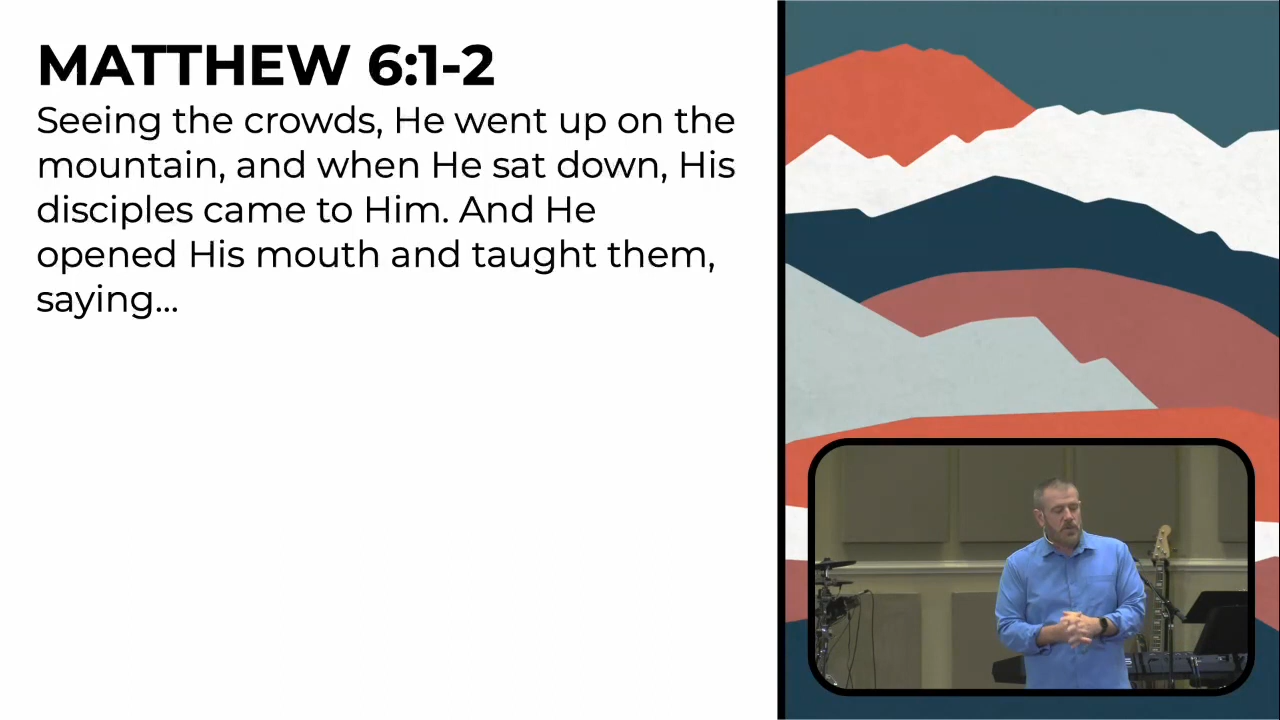 MATTHEW 6:1-2
Seeing the crowds, He went up on the
mountain, and when He sat down, His
disciples came to Him. And He
opened His mouth and taught them,
saying...